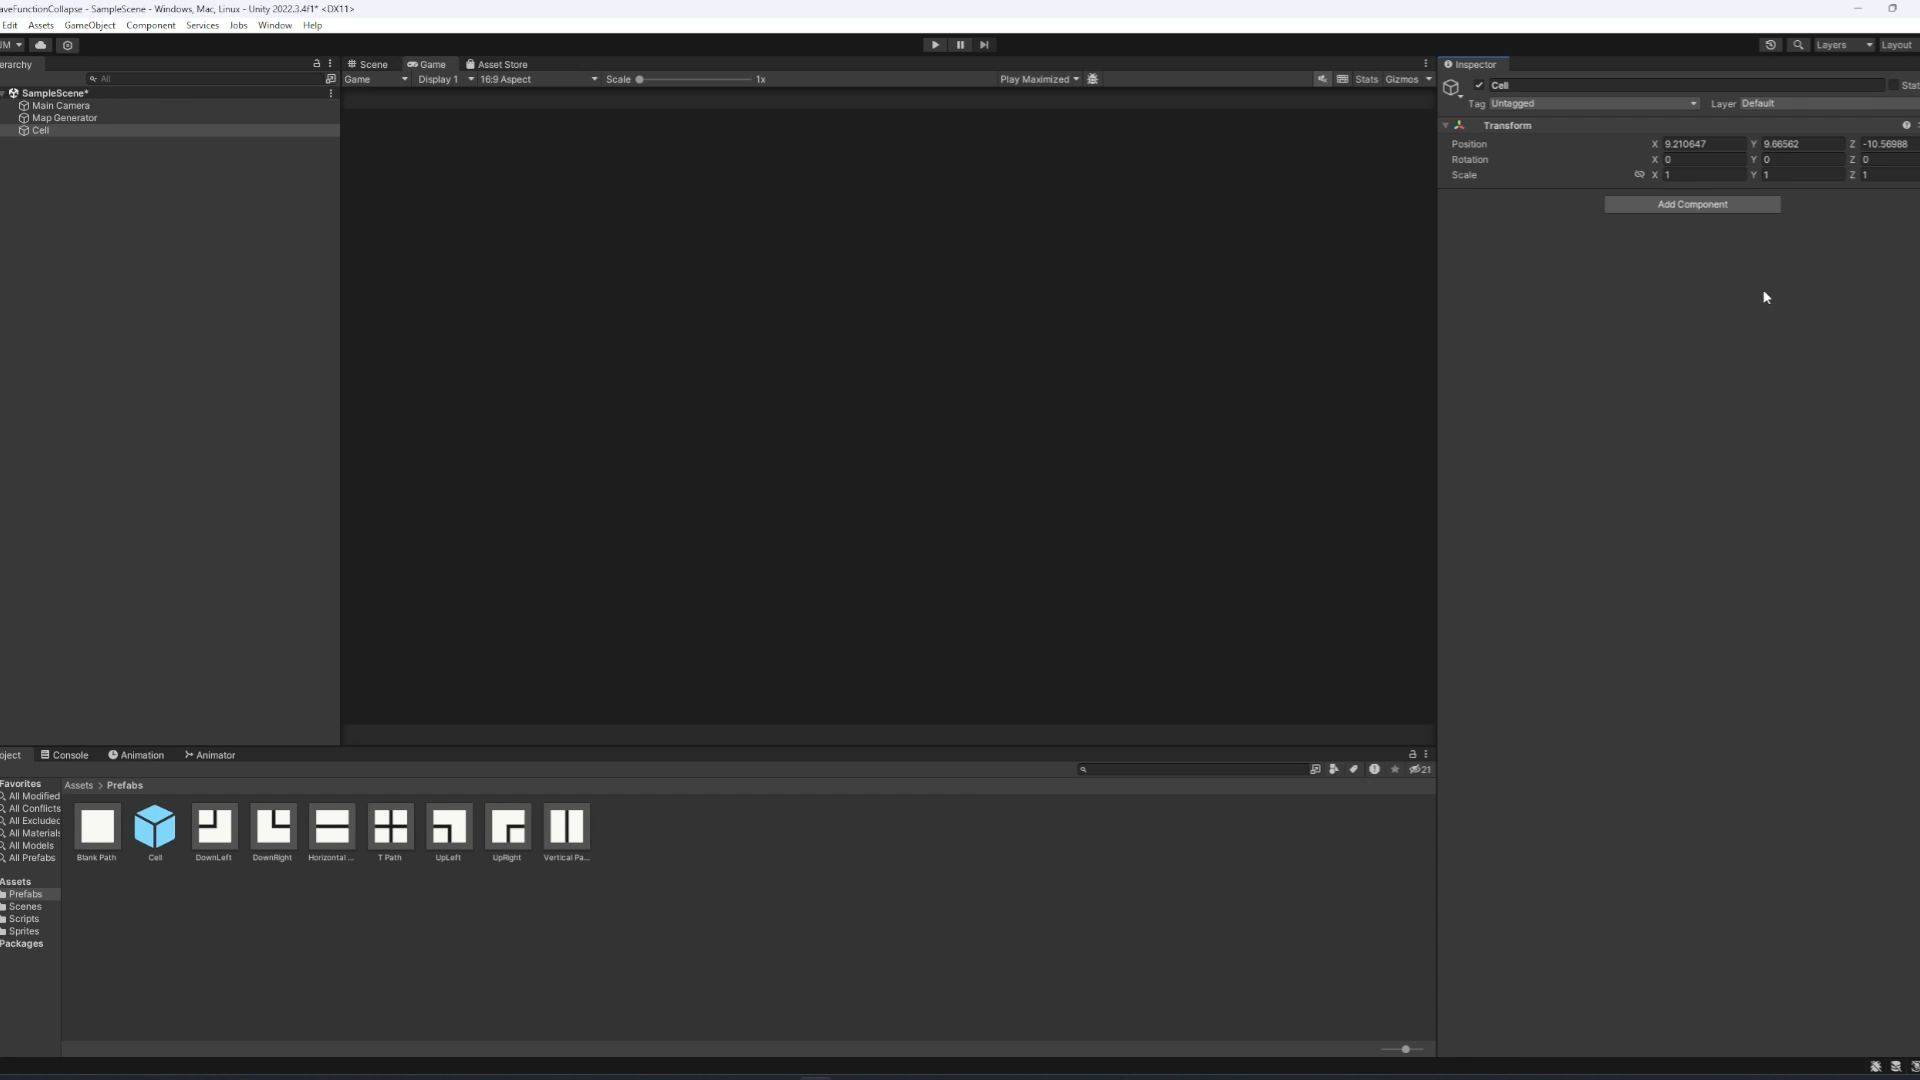 aveFunctionCollapse - SampleScene - Windows, Mac, Linux - Unity 2022.3.4f1* <DX11>
Edit Assets GameObject Component Services Jobs Window Help
Layers Layout
erarchy
All
SampleScene*
Main Camera
Map Generator
Cell
Scene Game Asset Store
Game Display 1 16:9 Aspect Scale 1x Play Maximized Stats Gizmos
Inspector
Cell Stat
Tag Untagged Layer Default
Transform
Position X 9.210647 Y 9.66562 Z -10.56988
Rotation X 0 Y 0 Z 0
Scale X 1 Y 1 Z 1
Add Component
oject Console Animation Animator
21
Favorites
All Modified
All Conflicts
All Excluded
All Materials
All Models
All Prefabs
Assets
Prefabs
Scenes
Scripts
Sprites
Packages
Assets > Prefabs
Blank Path Cell DownLeft DownRight Horizontal ... T Path UpLeft UpRight Vertical Pa...